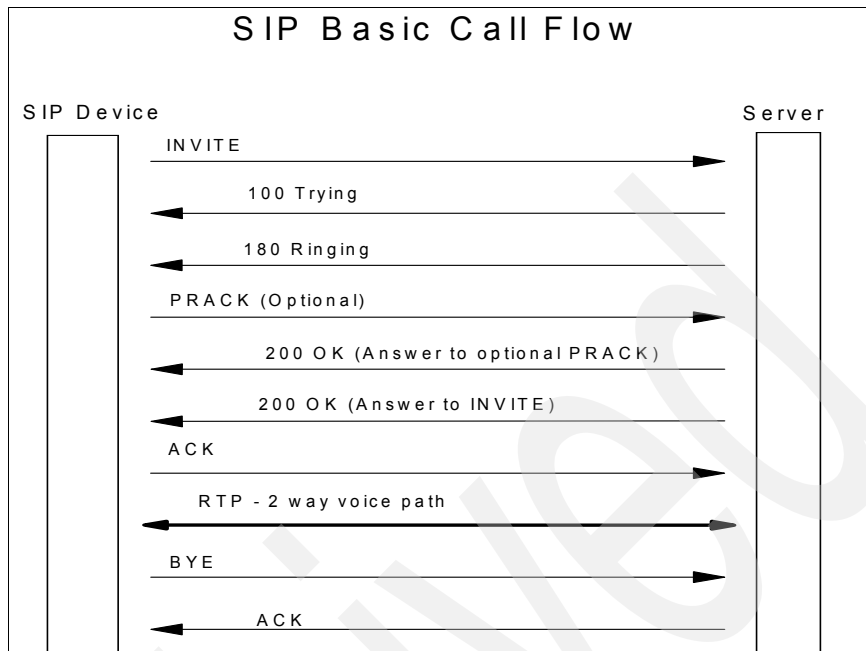 SIP Basic Call Flow
SIP Device
Server
INVITE
100 Trying
180 Ringing
PRACK (Optional)
200 OK (Answer to optional PRACK)
200 OK (Answer to INVITE)
ACK
RTP - 2 way voice path
BYE
ACK